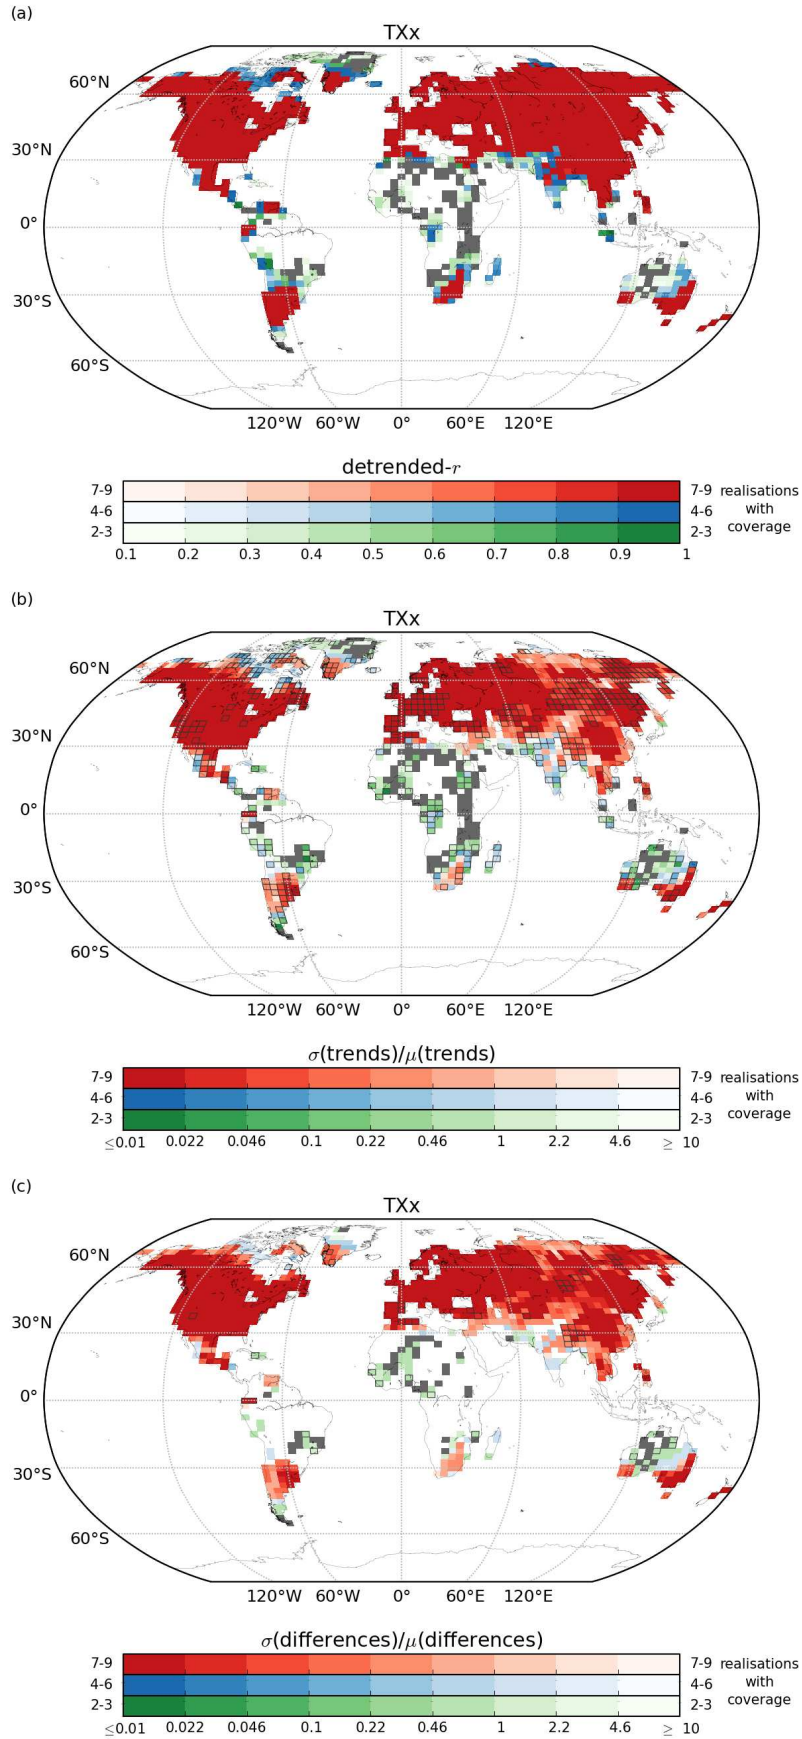 (a)
TXx
60°N
30°N
0°
30°S
60°S
120°W 60°W 0° 60°E 120°E
detrended-r
7-9 7-9 realisations
4-6 4-6 with
2-3 2-3 coverage
0.1 0.2 0.3 0.4 0.5 0.6 0.7 0.8 0.9 1
(b)
TXx
60°N
30°N
0°
30°S
60°S
120°W 60°W 0° 60°E 120°E
σ(trends)/μ(trends)
7-9 7-9 realisations
4-6 4-6 with
2-3 2-3 coverage
≤0.01 0.022 0.046 0.1 0.22 0.46 1 2.2 4.6 ≥ 10
(c)
TXx
60°N
30°N
0°
30°S
60°S
120°W 60°W 0° 60°E 120°E
σ(differences)/μ(differences)
7-9 7-9 realisations
4-6 4-6 with
2-3 2-3 coverage
≤0.01 0.022 0.046 0.1 0.22 0.46 1 2.2 4.6 ≥ 10